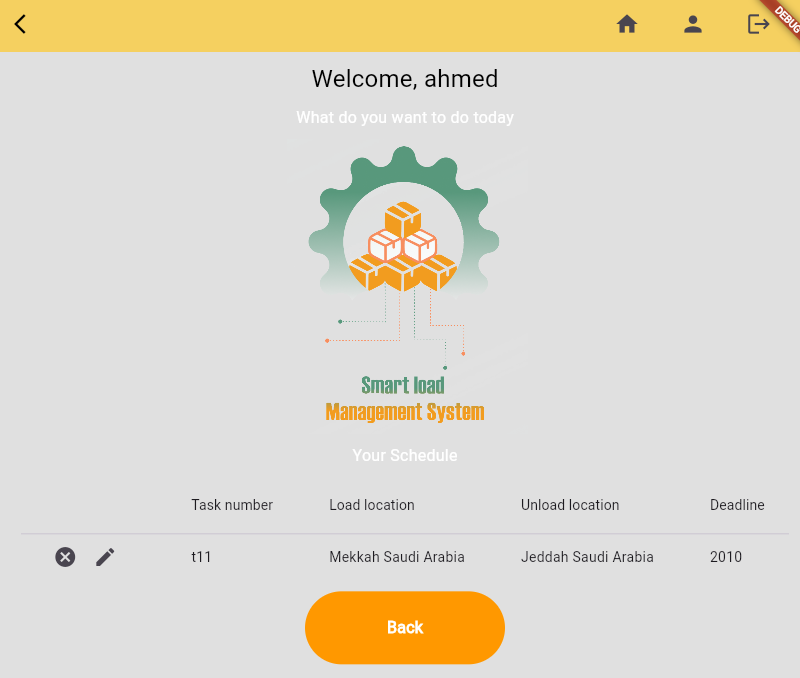 DEBUG
Welcome, ahmed
What do you want to do today
Smart load
Management System
Your Schedule
Task number Load location Unload location Deadline
t11 Mekkah Saudi Arabia Jeddah Saudi Arabia 2010
Back